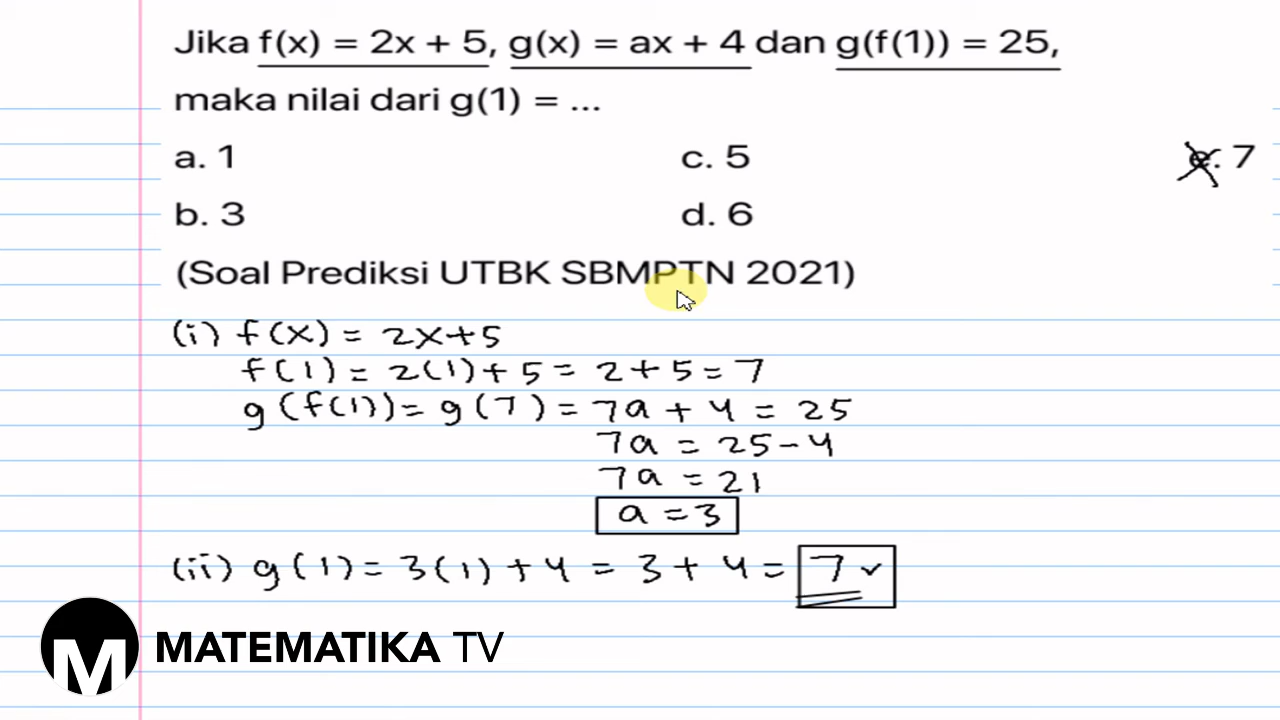 Jika f(x) = 2x + 5, g(x) = ax + 4 dan g(f(1)) = 25,
maka nilai dari g(1) = ...
a. 1 c. 5 e. 7
b. 3 d. 6
(Soal Prediksi UTBK SBMPTN 2021)
(i) f(x) = 2x+5
f(1) = 2(1)+5 = 2+5=7
g(f(1)) = g(7) = 7a + 4 = 25
7a = 25-4
7a = 21
a = 3
(ii) g(1) = 3(1) + 4 = 3 + 4 = 7 ✓
M MATEMATIKA TV